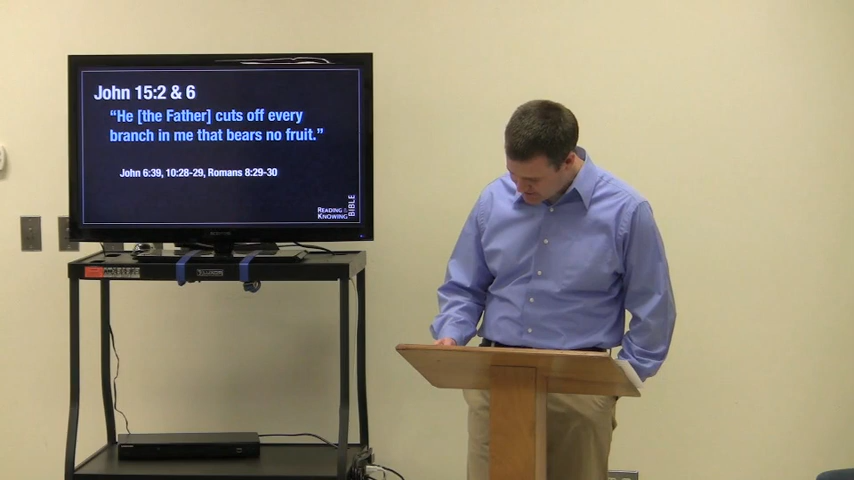 John 15:2 & 6
“He [the Father] cuts off every
branch in me that bears no fruit.”
John 6:39, 10:28-29, Romans 8:29-30
READING &
KNOWING
BIBLE